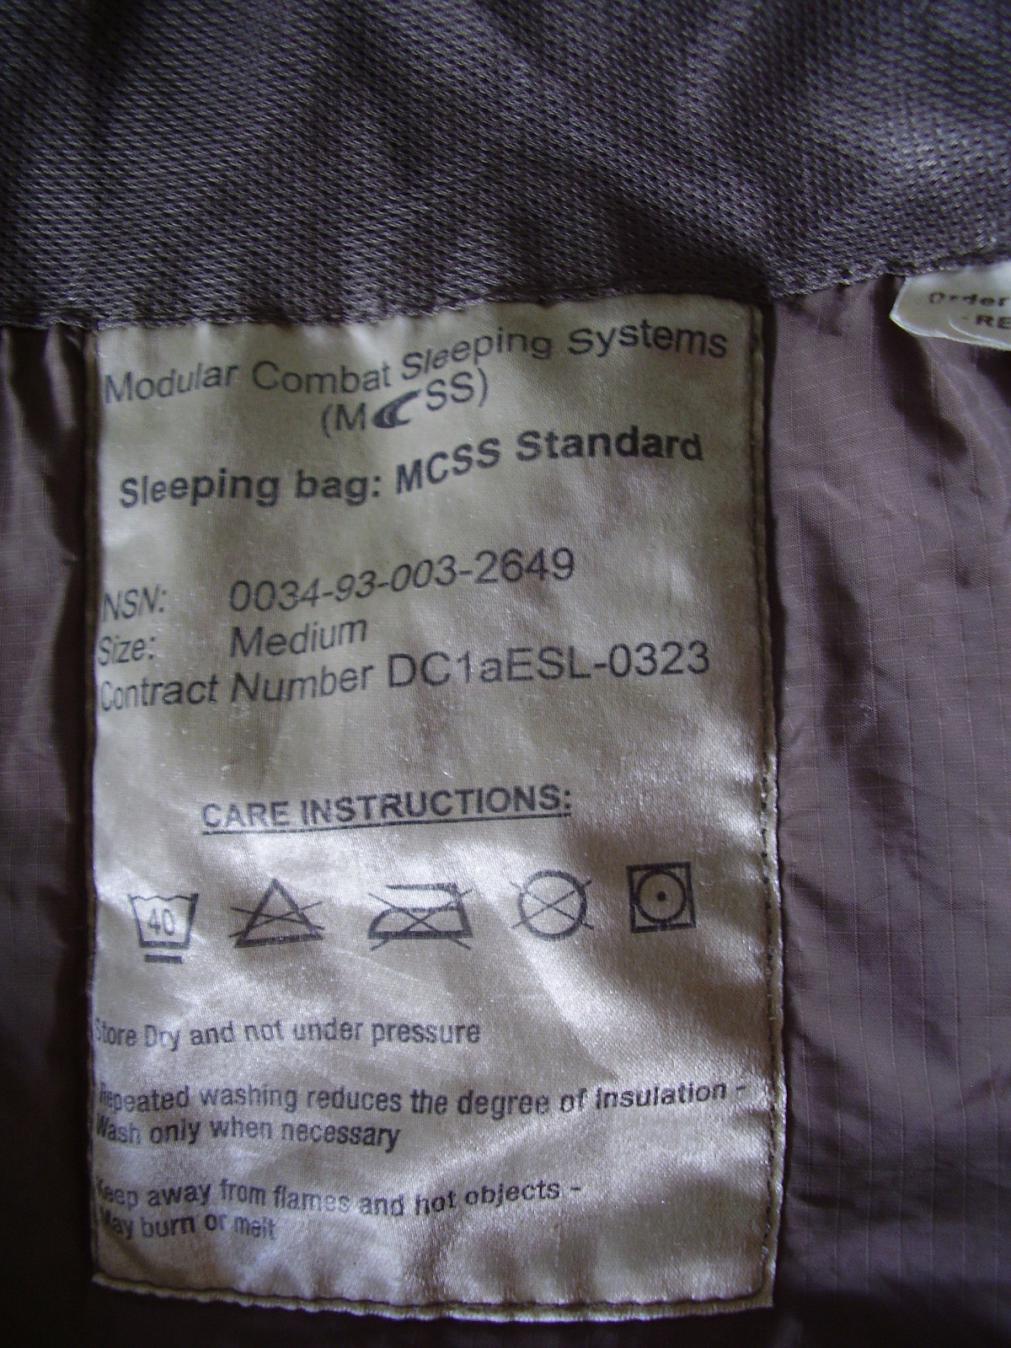 Modular Combat Sleeping Systems
(MCSS)
Sleeping bag: MCSS Standard
NSN: 0034-93-003-2649
Size: Medium
Contract Number DC1aESL-0323
CARE INSTRUCTIONS:
40
Store Dry and not under pressure
Repeated washing reduces the degree of insulation -
Wash only when necessary
Keep away from flames and hot objects -
May burn or melt
Order
-RE